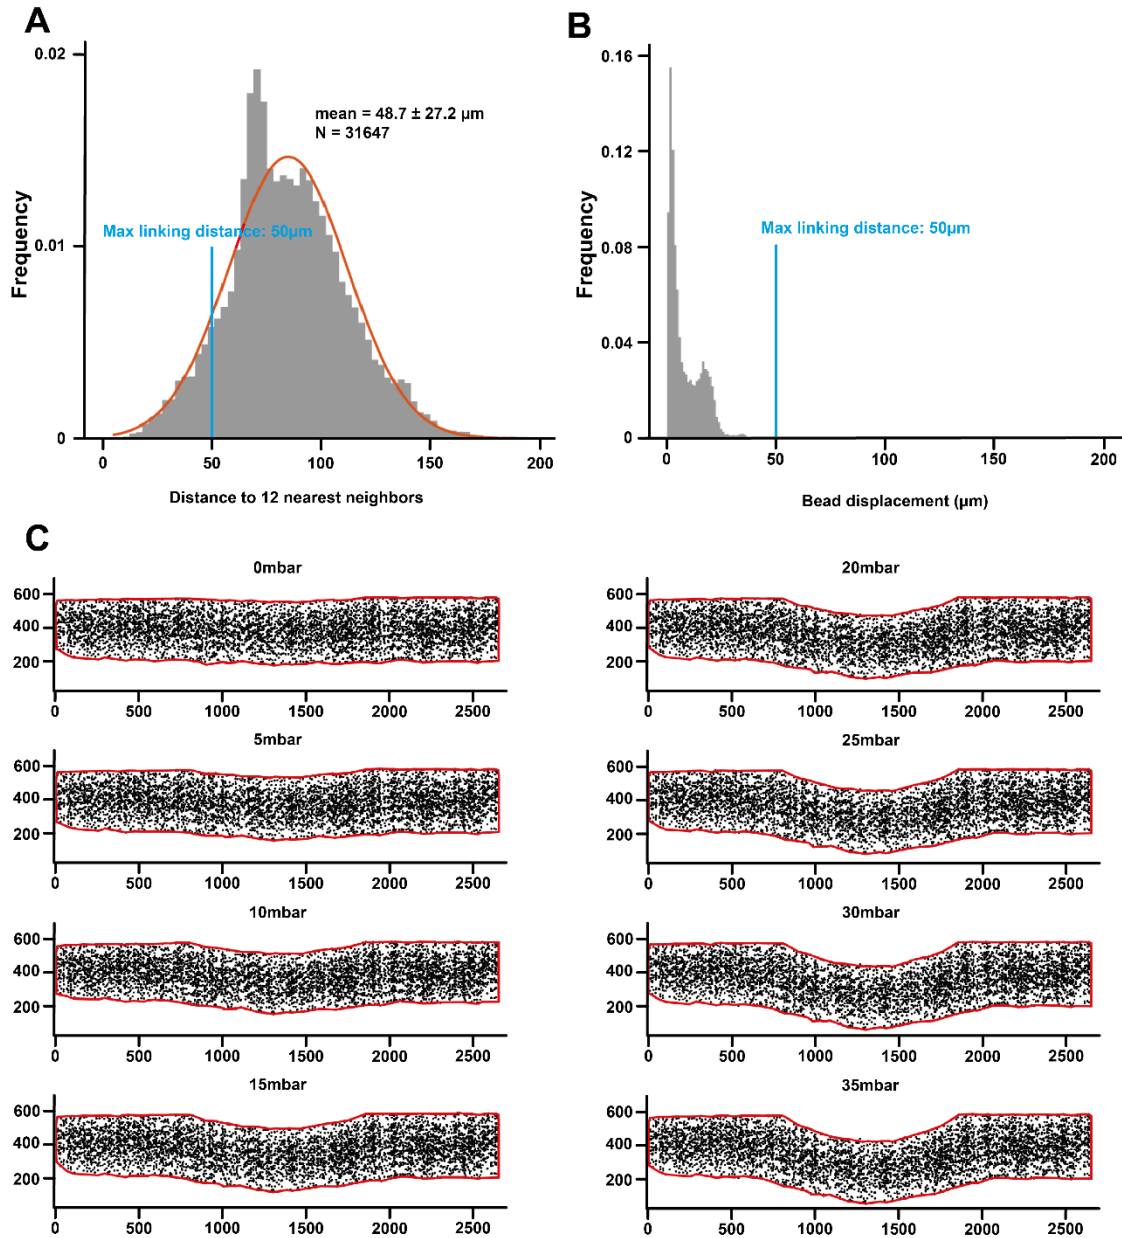 A
0.02
0.01
0
Frequency
mean = 48.7 ± 27.2 µm
N = 31647
Max linking distance: 50µm
0 50 100 150 200
Distance to 12 nearest neighbors
B
0.16
0.12
0.08
0.04
0
Frequency
Max linking distance: 50µm
0 50 100 150 200
Bead displacement (µm)
C
0mbar
600
400
200
0 500 1000 1500 2000 2500
5mbar
600
400
200
0 500 1000 1500 2000 2500
10mbar
600
400
200
0 500 1000 1500 2000 2500
15mbar
600
400
200
0 500 1000 1500 2000 2500
20mbar
600
400
200
0 500 1000 1500 2000 2500
25mbar
600
400
200
0 500 1000 1500 2000 2500
30mbar
600
400
200
0 500 1000 1500 2000 2500
35mbar
600
400
200
0 500 1000 1500 2000 2500